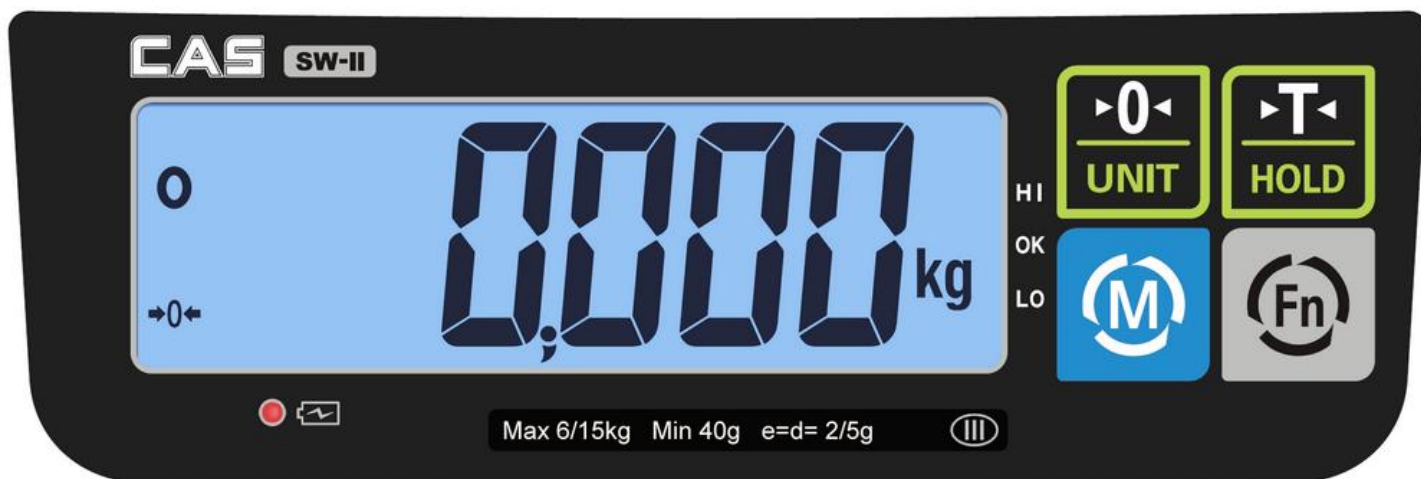 CAS SW-II
▸0◂
UNIT
▸T◂
HOLD
0,000 kg
→0←
HI
OK
LO
M
Fn
Max 6/15kg Min 40g e=d= 2/5g III